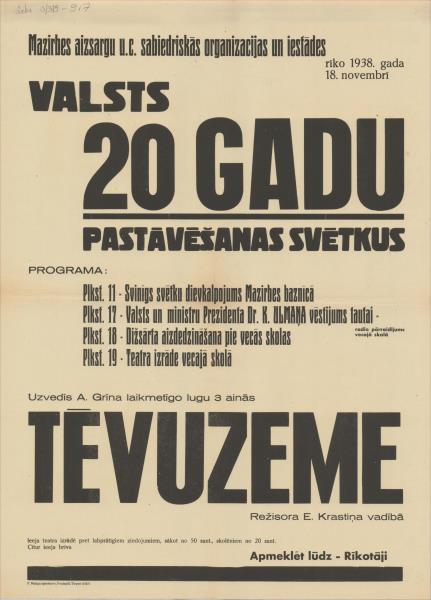 Mazirbes aizsargu u.c. sabiedriskās organizacijas un iestādes
rīko 1938. gada
18. novembrī
VALSTS
20 GADU
PASTĀVĒŠANAS SVĒTKUS
PROGRAMA:
Plkst. 11 - Svinīgs svētku dievkalpojums Mazirbes baznīcā
Plkst. 17 - Valsts un ministru Prezidenta Dr. K. ULMAŅA vēstījums tautai -
radio pārraidījums
vecajā skolā
Plkst. 18 - Dižsārta aizdedzināšana pie vecās skolas
Plkst. 19 - Teatra izrāde vecajā skolā
Uzvedīs A. Grīna laikmetīgo lugu 3 ainās
TĒVUZEME
Režisora E. Krastiņa vadībā
Ieeja teatra izrādē pret labprātīgiem ziedojumiem, sākot no 50 sant., skolēniem no 20 sant.
Citur ieeja brīva
Apmeklēt lūdz - Rīkotāji